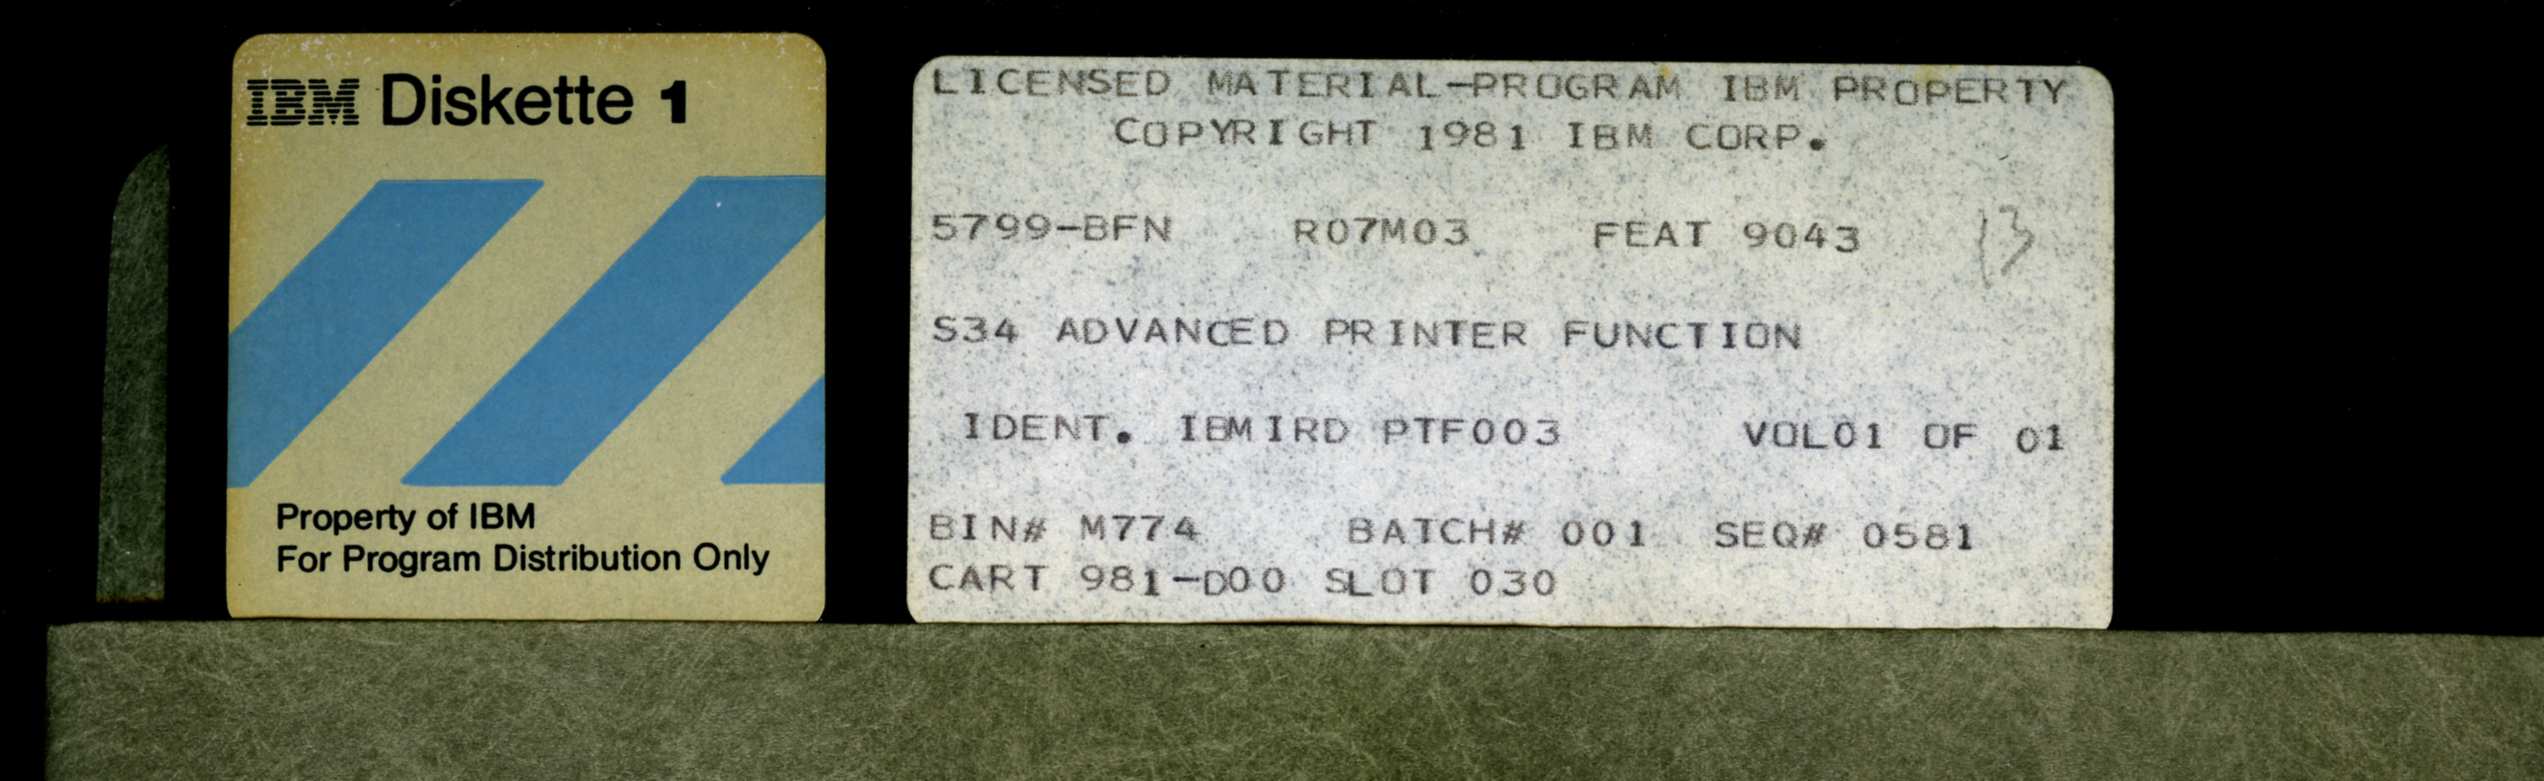 IBM Diskette 1
Property of IBM
For Program Distribution Only
LICENSED MATERIAL-PROGRAM IBM PROPERTY
COPYRIGHT 1981 IBM CORP.
5799-BFN R07M03 FEAT 9043 13
S34 ADVANCED PRINTER FUNCTION
IDENT. IBMIRD PTF003 VOL01 OF 01
BIN# M774 BATCH# 001 SEQ# 0581
CART 981-D00 SLOT 030